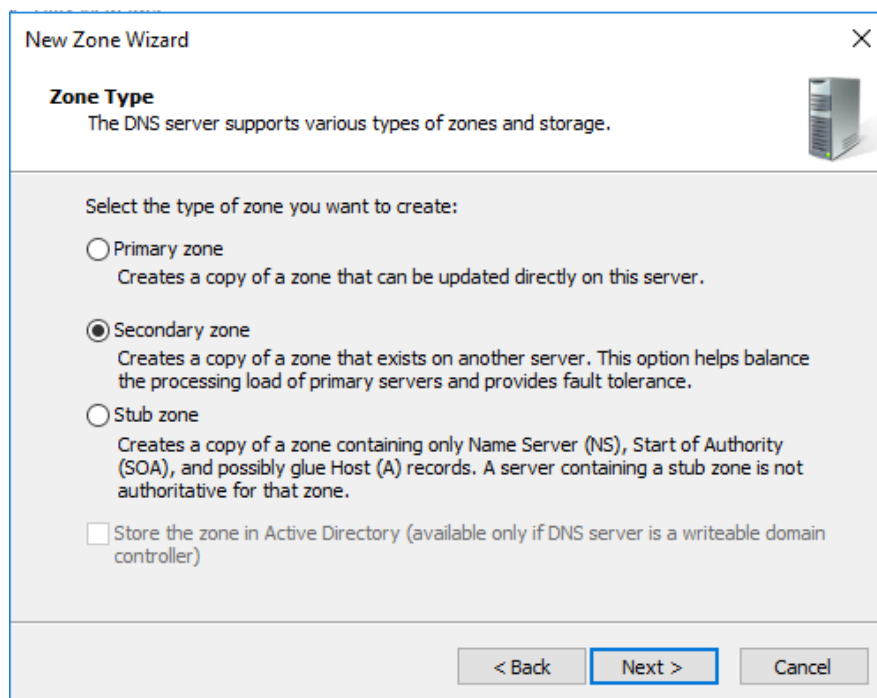 New Zone Wizard
Zone Type
The DNS server supports various types of zones and storage.
Select the type of zone you want to create:
Primary zone
Creates a copy of a zone that can be updated directly on this server.
Secondary zone
Creates a copy of a zone that exists on another server. This option helps balance
the processing load of primary servers and provides fault tolerance.
Stub zone
Creates a copy of a zone containing only Name Server (NS), Start of Authority
(SOA), and possibly glue Host (A) records. A server containing a stub zone is not
authoritative for that zone.
Store the zone in Active Directory (available only if DNS server is a writeable domain
controller)
< Back
Next >
Cancel